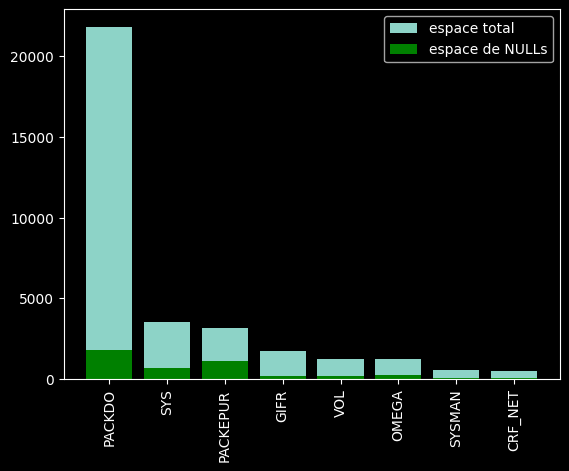 espace total
espace de NULLs
20000
15000
10000
5000
0
PACKDO
SYS
PACKEPUR
GIFR
VOL
OMEGA
SYSMAN
CRF_NET